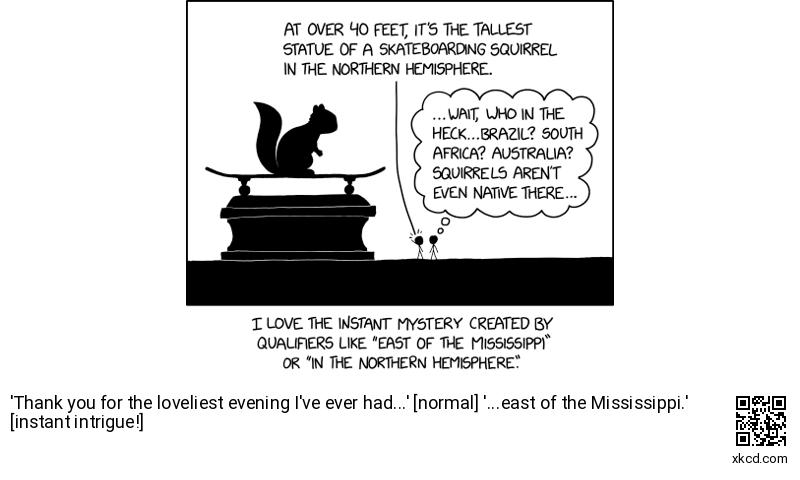 AT OVER 40 FEET, IT'S THE TALLEST
STATUE OF A SKATEBOARDING SQUIRREL
IN THE NORTHERN HEMISPHERE.
...WAIT, WHO IN THE
HECK...BRAZIL? SOUTH
AFRICA? AUSTRALIA?
SQUIRRELS AREN'T
EVEN NATIVE THERE...
I LOVE THE INSTANT MYSTERY CREATED BY
QUALIFIERS LIKE "EAST OF THE MISSISSIPPI"
OR "IN THE NORTHERN HEMISPHERE."
'Thank you for the loveliest evening I've ever had...' [normal] '...east of the Mississippi.'
[instant intrigue!]
xkcd.com